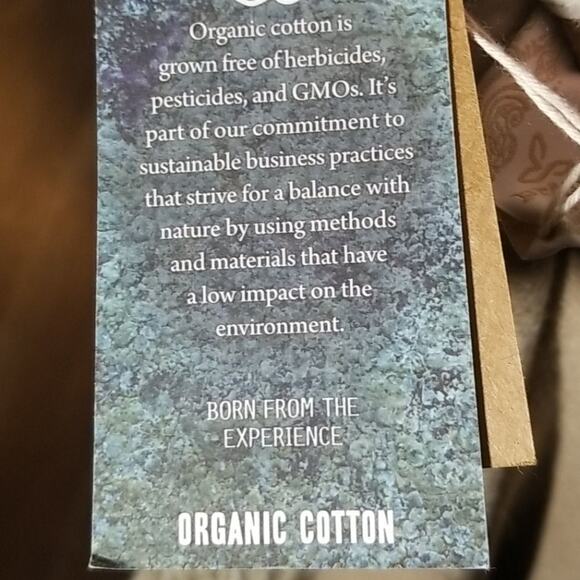 Organic cotton is
grown free of herbicides,
pesticides, and GMOs. It's
part of our commitment to
sustainable business practices
that strive for a balance with
nature by using methods
and materials that have
a low impact on the
environment.
BORN FROM THE
EXPERIENCE
ORGANIC COTTON